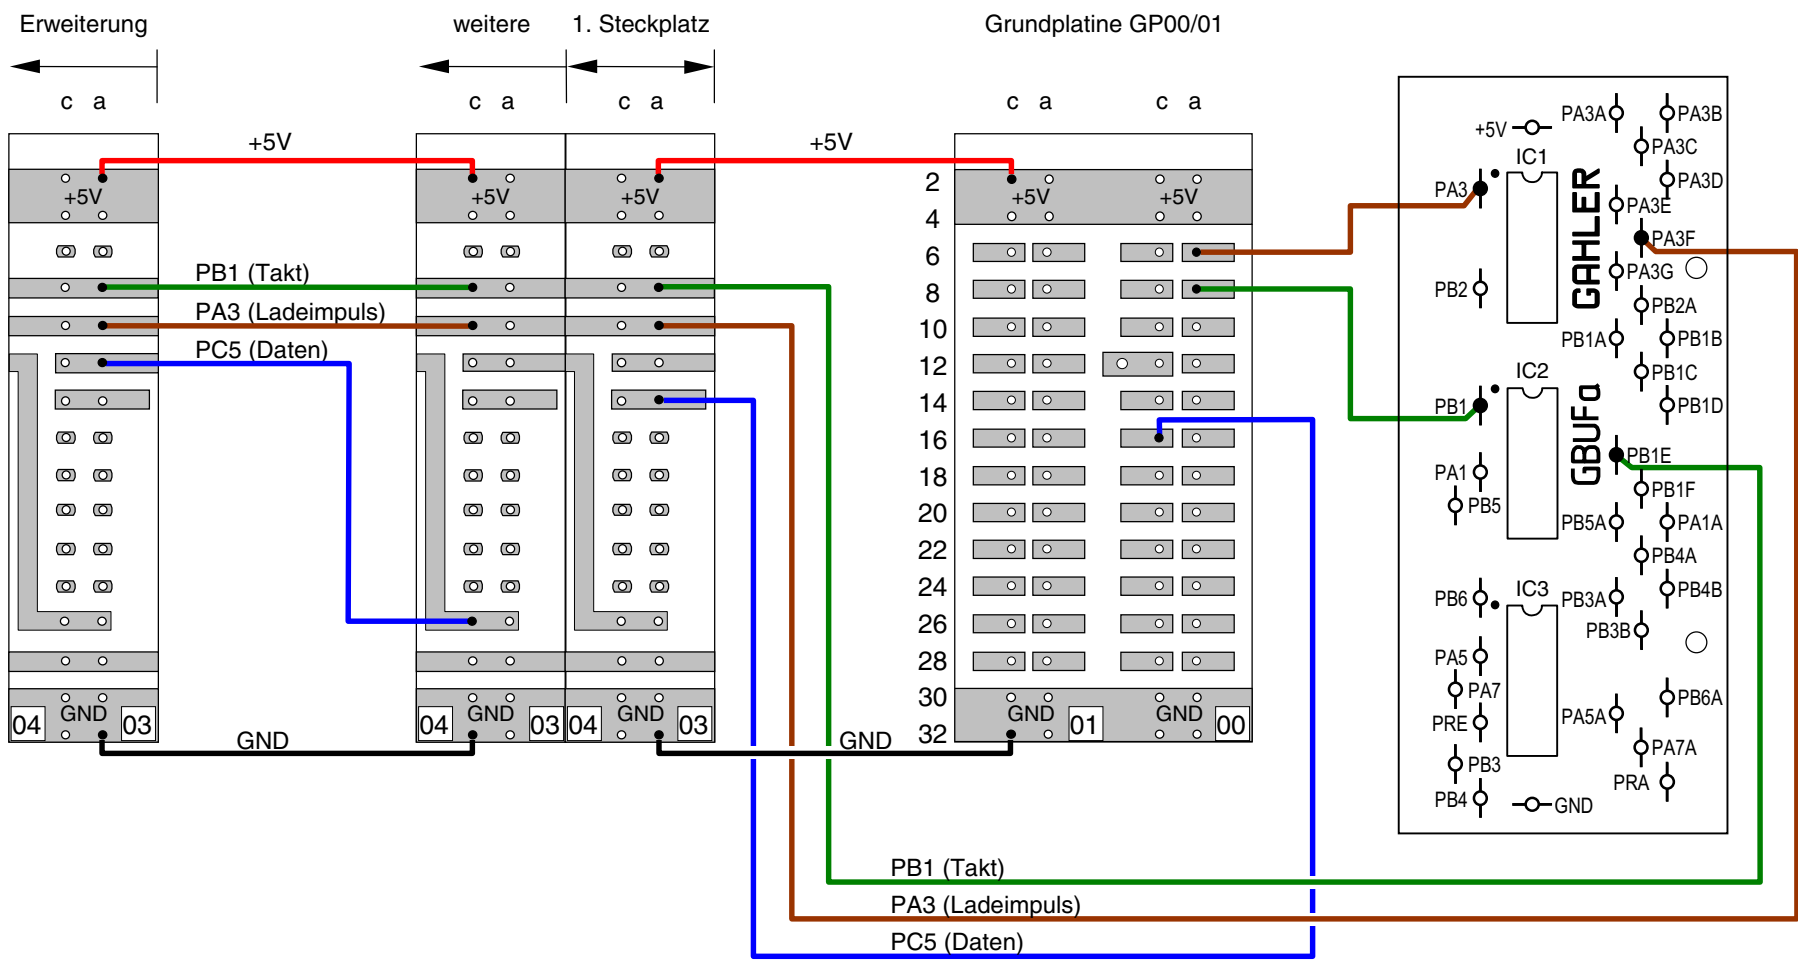 Erweiterung
weitere
1. Steckplatz
Grundplatine GP00/01
c a
c a
c a
c a
c a
+5V
+5V
+5V
+5V
+5V
+5V
+5V
2
4
6
8
10
12
14
16
18
20
22
24
26
28
30
32
PB1 (Takt)
PA3 (Ladeimpuls)
PC5 (Daten)
04
GND
03
GND
04
GND
03
04
GND
03
GND
GND
01
GND
00
PB1 (Takt)
PA3 (Ladeimpuls)
PC5 (Daten)
+5V
IC1
PA3
PB2
IC2
PB1
PA1
PB5
IC3
PB6
PA5
PA7
PRE
PB3
PB4
GND
GAHLER
GBUFa
PA3A
PA3B
PA3C
PA3D
PA3E
PA3F
PA3G
PB2A
PB1A
PB1B
PB1C
PB1D
PB1E
PB1F
PB5A
PA1A
PB4A
PB4B
PB3A
PB3B
PB6A
PA5A
PA7A
PRA